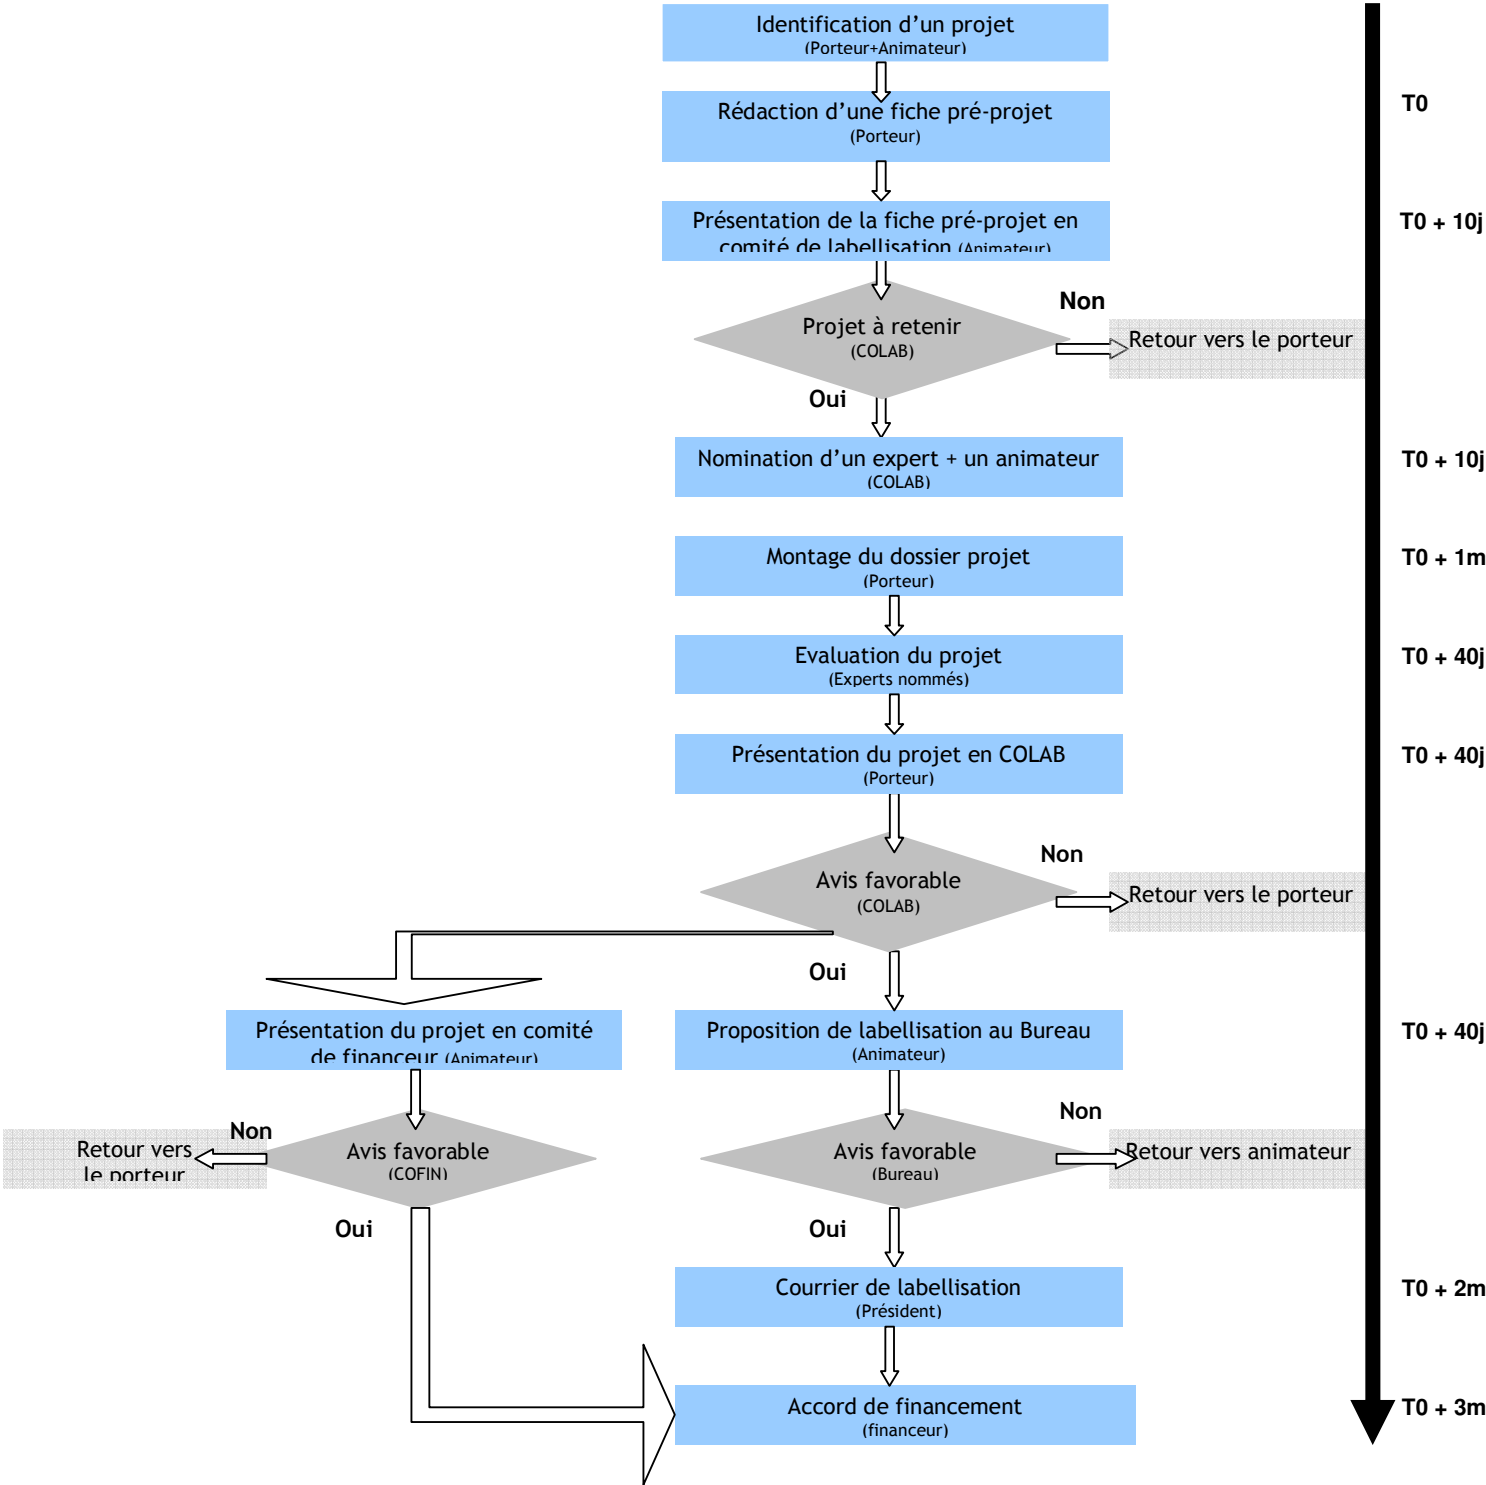 Identification d’un projet
(Porteur+Animateur)
Rédaction d’une fiche pré-projet
(Porteur)
T0
Présentation de la fiche pré-projet en
comité de labellisation (Animateur)
T0 + 10j
Projet à retenir
(COLAB)
Non
Retour vers le porteur
Oui
Nomination d’un expert + un animateur
(COLAB)
T0 + 10j
Montage du dossier projet
(Porteur)
T0 + 1m
Evaluation du projet
(Experts nommés)
T0 + 40j
Présentation du projet en COLAB
(Porteur)
T0 + 40j
Avis favorable
(COLAB)
Non
Retour vers le porteur
Oui
Présentation du projet en comité
de financeur (Animateur)
Proposition de labellisation au Bureau
(Animateur)
T0 + 40j
Non
Retour vers
le porteur
Avis favorable
(COFIN)
Oui
Avis favorable
(Bureau)
Non
Retour vers animateur
Oui
Courrier de labellisation
(Président)
T0 + 2m
Accord de financement
(financeur)
T0 + 3m